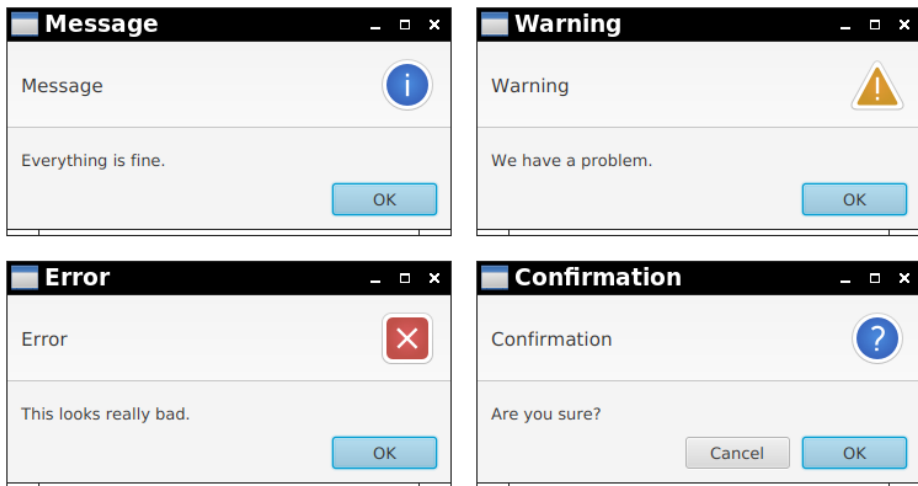 Message
Message
Everything is fine.
OK
Warning
Warning
We have a problem.
OK
Error
Error
This looks really bad.
OK
Confirmation
Confirmation
Are you sure?
Cancel OK